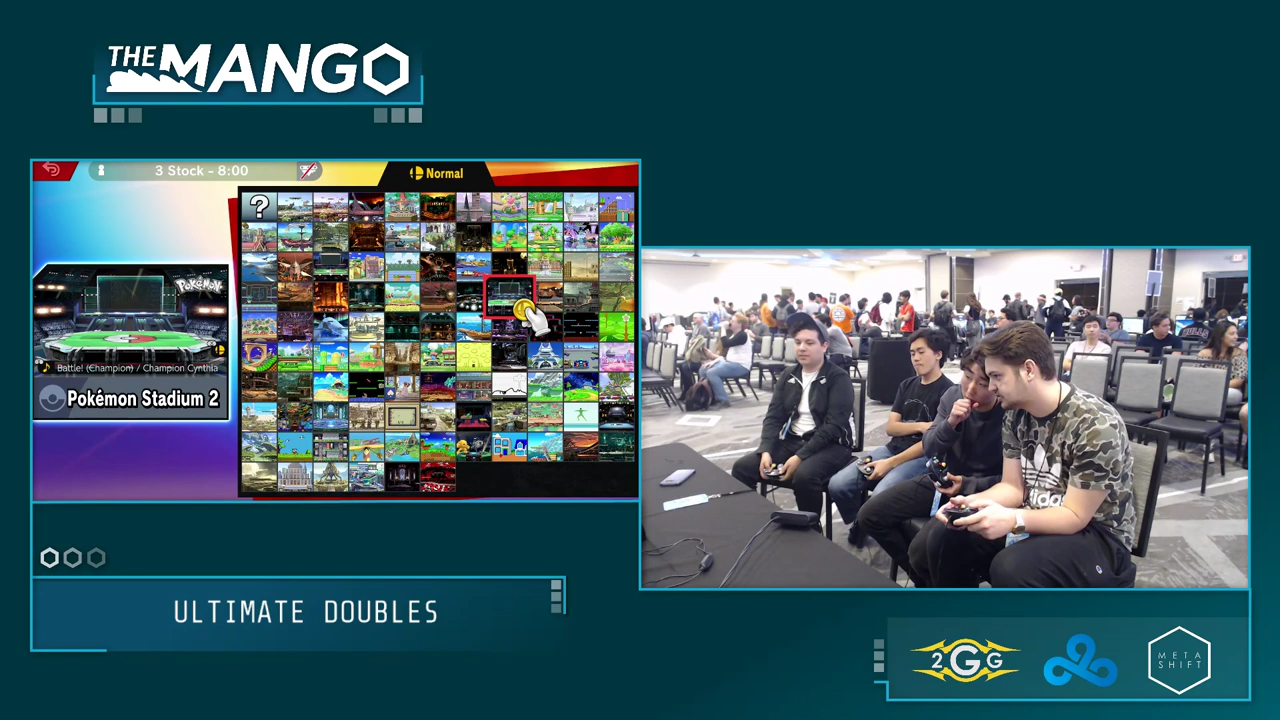 THE MANGO
3 Stock - 8:00
Normal
?
Pokémon
Battle! (Champion) / Champion Cynthia
Pokémon Stadium 2
adidas
ULTIMATE DOUBLES
2GG
META
SHIFT